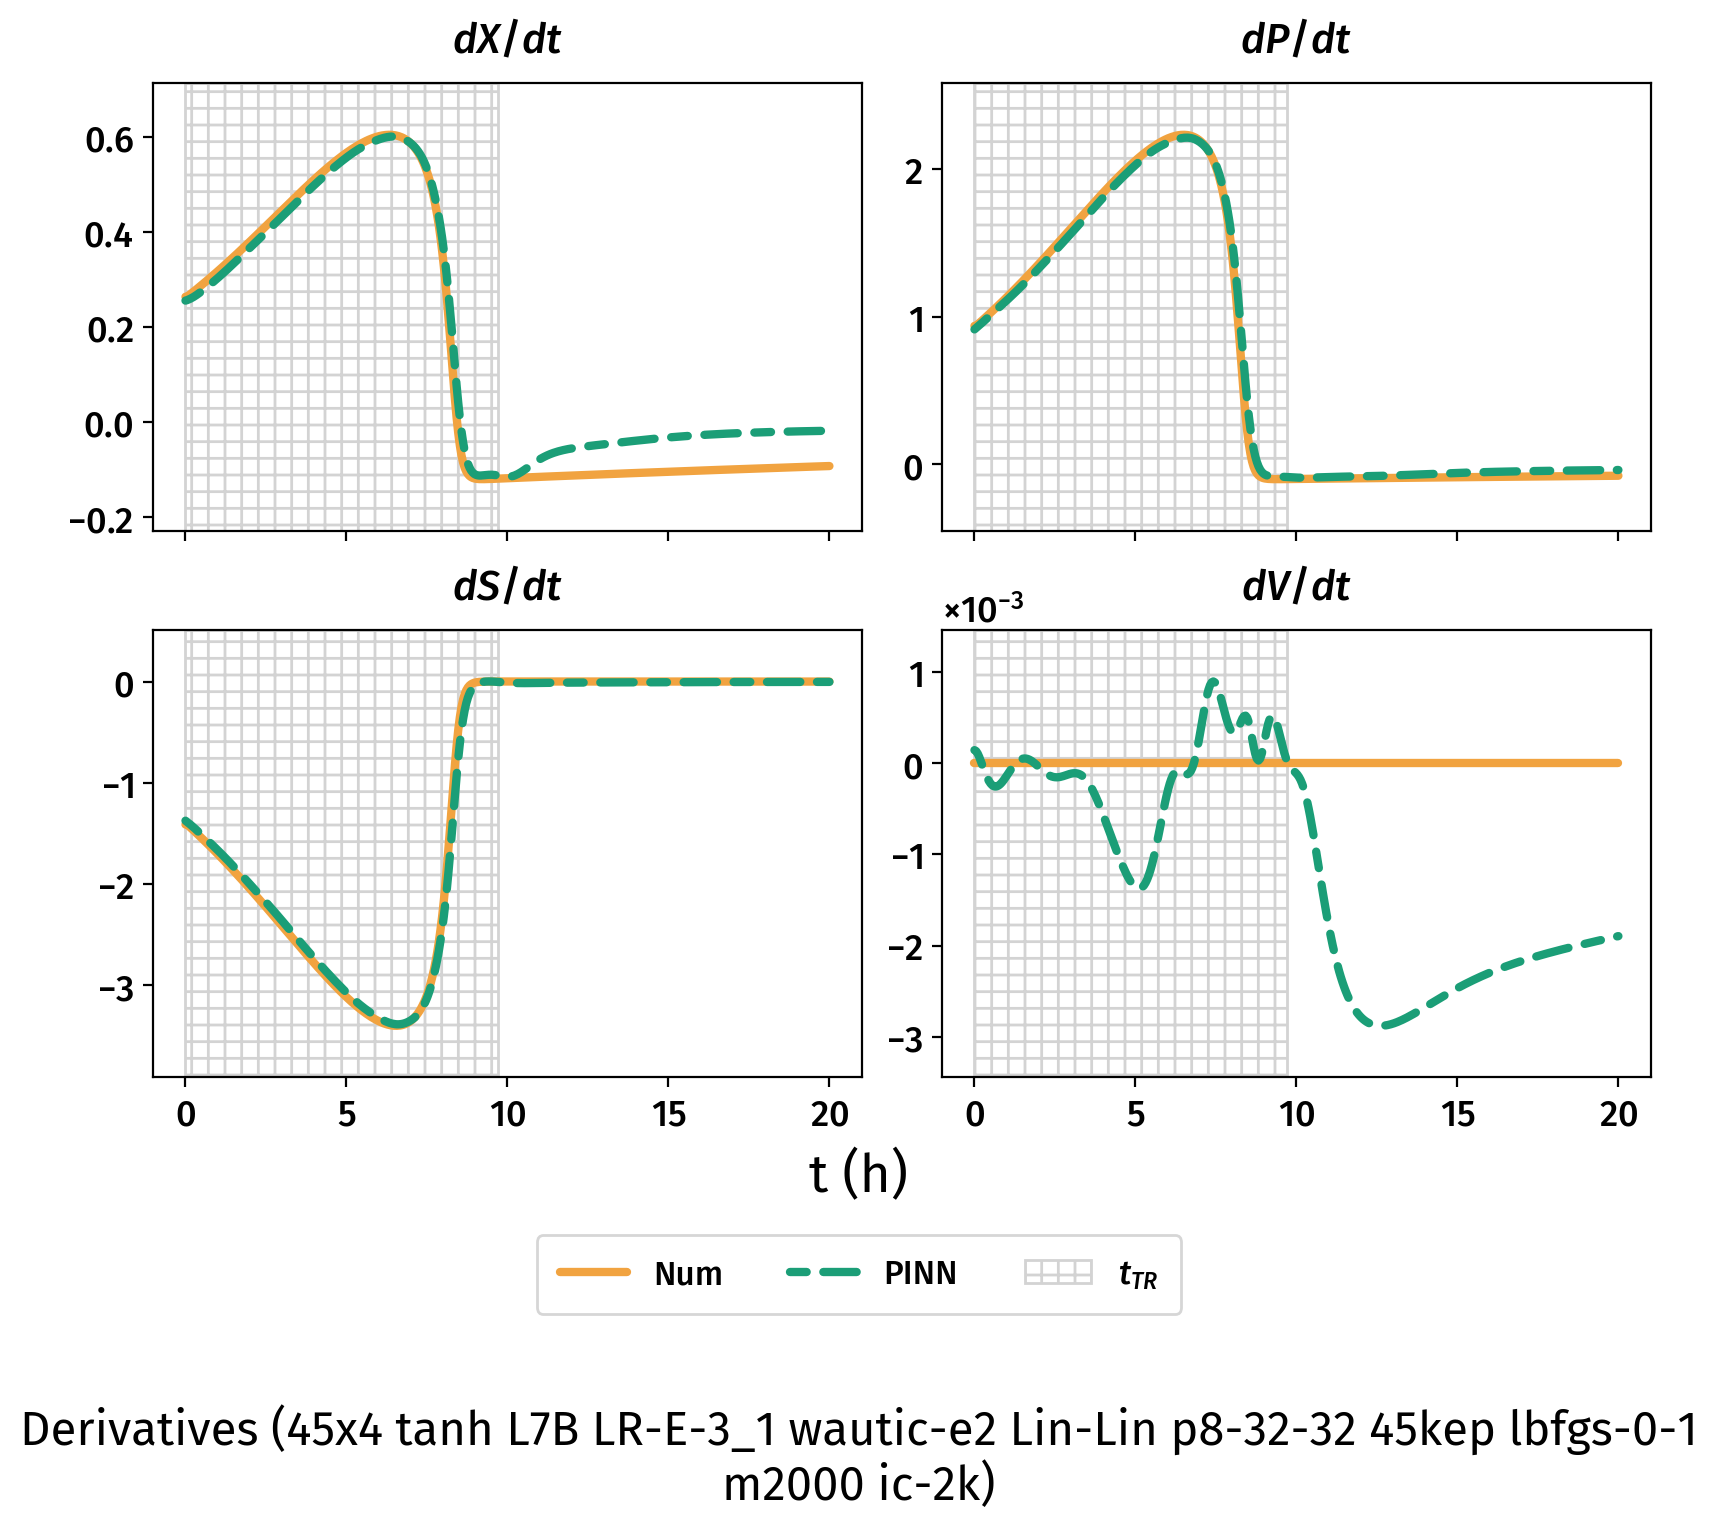 dX/dt
dP/dt
0.6
0.4
0.2
0.0
−0.2
2
1
0
dS/dt
dV/dt
×10⁻³
0
−1
−2
−3
1
0
−1
−2
−3
0 5 10 15 20
0 5 10 15 20
t (h)
Num PINN t_TR
Derivatives (45x4 tanh L7B LR-E-3_1 wautic-e2 Lin-Lin p8-32-32 45kep lbfgs-0-1
m2000 ic-2k)